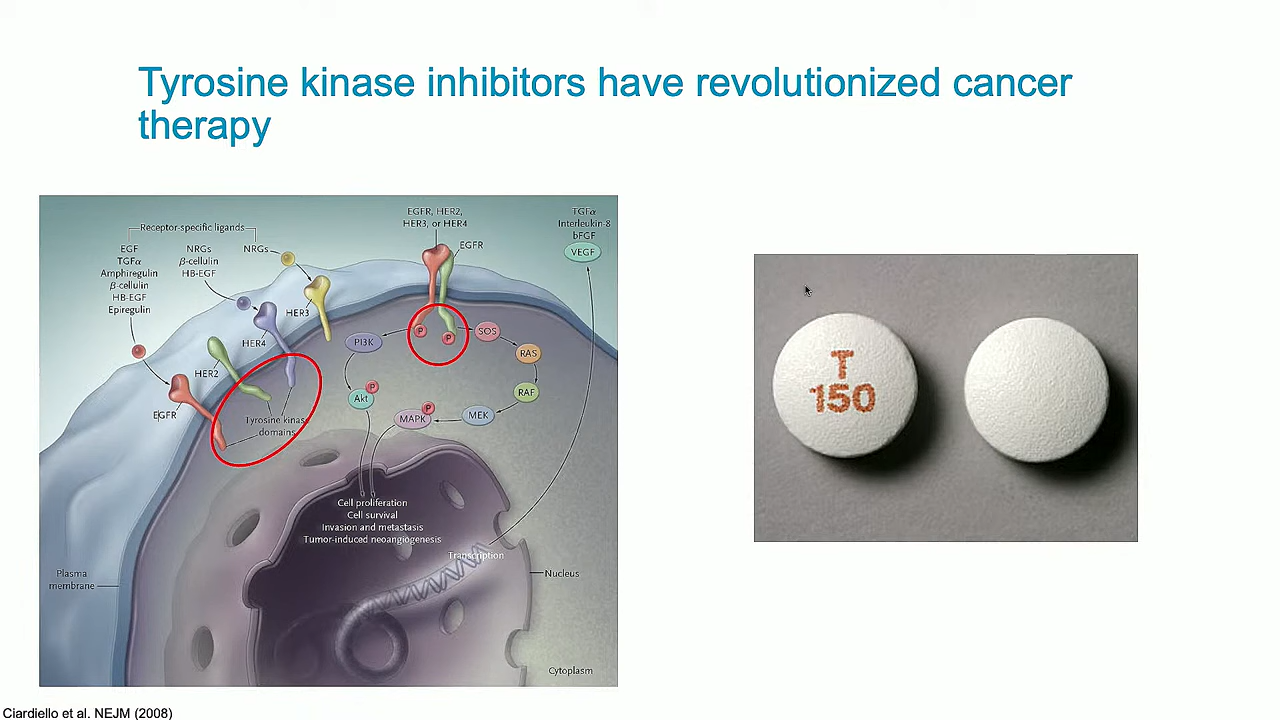 Tyrosine kinase inhibitors have revolutionized cancer
therapy
Receptor-specific ligands
EGF
TGFα
Amphiregulin
β-cellulin
HB-EGF
Epiregulin
NRGs
β-cellulin
HB-EGF
NRGs
HER3
HER4
HER2
EGFR
Tyrosine kinase
domains
EGFR, HER2,
HER3, or HER4
EGFR
P
P
PI3K
Akt
P
SOS
RAS
RAF
MEK
MAPK
P
TGFα
Interleukin-8
bFGF
VEGF
Cell proliferation
Cell survival
Invasion and metastasis
Tumor-induced neoangiogenesis
Transcription
Plasma
membrane
Nucleus
Cytoplasm
T
150
Ciardiello et al. NEJM (2008)